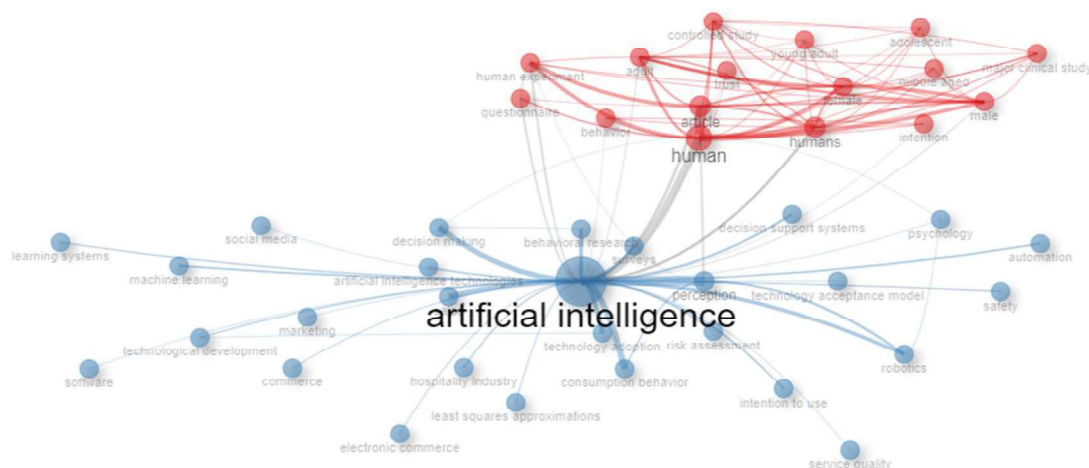 controlled study
young adult
adolescent
major clinical study
human experiment
adult
trust
middle aged
female
questionnaire
article
male
behavior
humans
intention
human
learning systems
social media
decision making
behavioral research
surveys
decision support systems
psychology
automation
machine learning
artificial intelligence technologies
perception
technology acceptance model
safety
artificial intelligence
marketing
technological development
technology adoption
risk assessment
robotics
software
commerce
hospitality industry
consumption behavior
intention to use
least squares approximations
electronic commerce
service quality